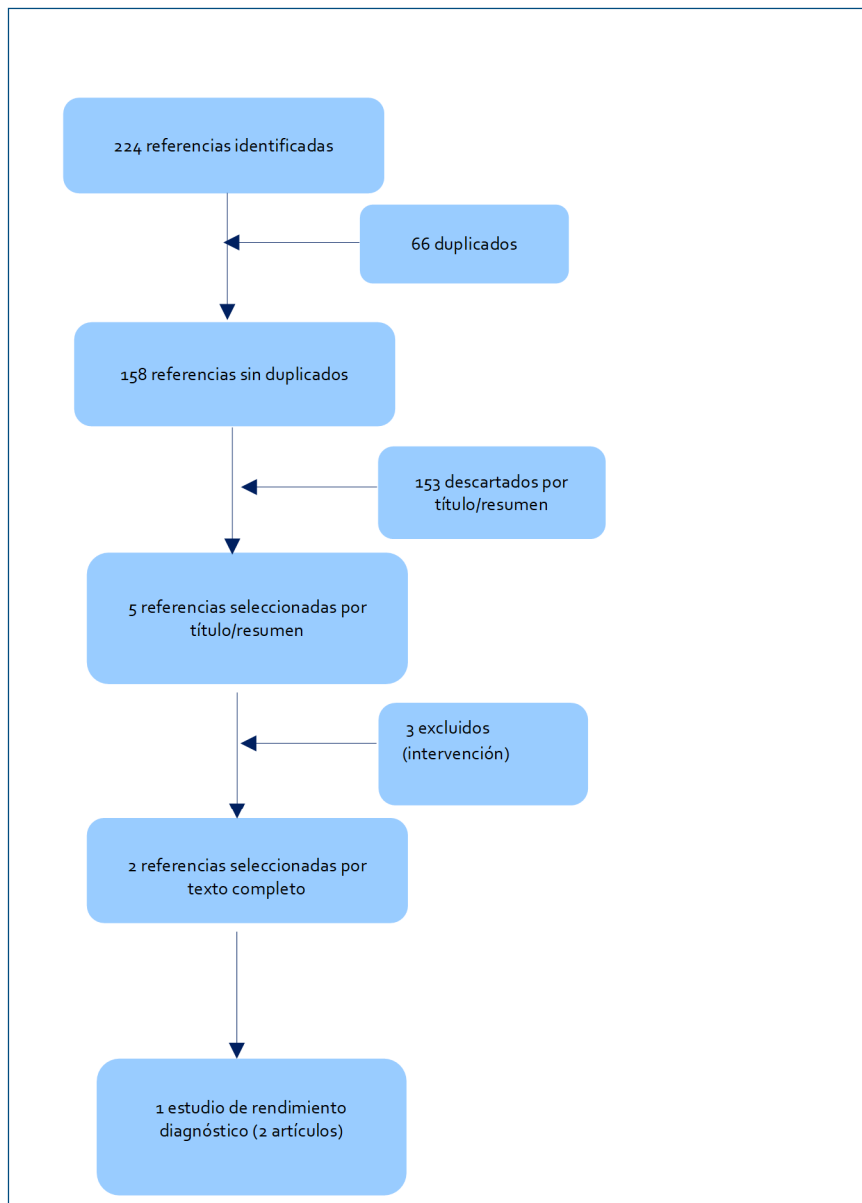 224 referencias identificadas
66 duplicados
158 referencias sin duplicados
153 descartados por
título/resumen
5 referencias seleccionadas por
título/resumen
3 excluidos
(intervención)
2 referencias seleccionadas por
texto completo
1 estudio de rendimiento
diagnóstico (2 artículos)